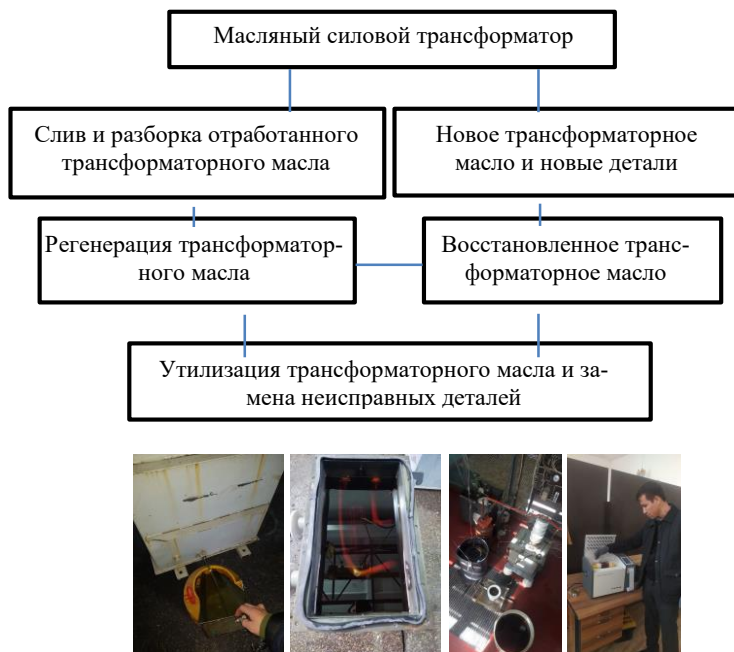 Масляный силовой трансформатор
Слив и разборка отработанного
трансформаторного масла
Новое трансформаторное
масло и новые детали
Регенерация трансформатор-
ного масла
Восстановленное транс-
форматорное масло
Утилизация трансформаторного масла и за-
мена неисправных деталей